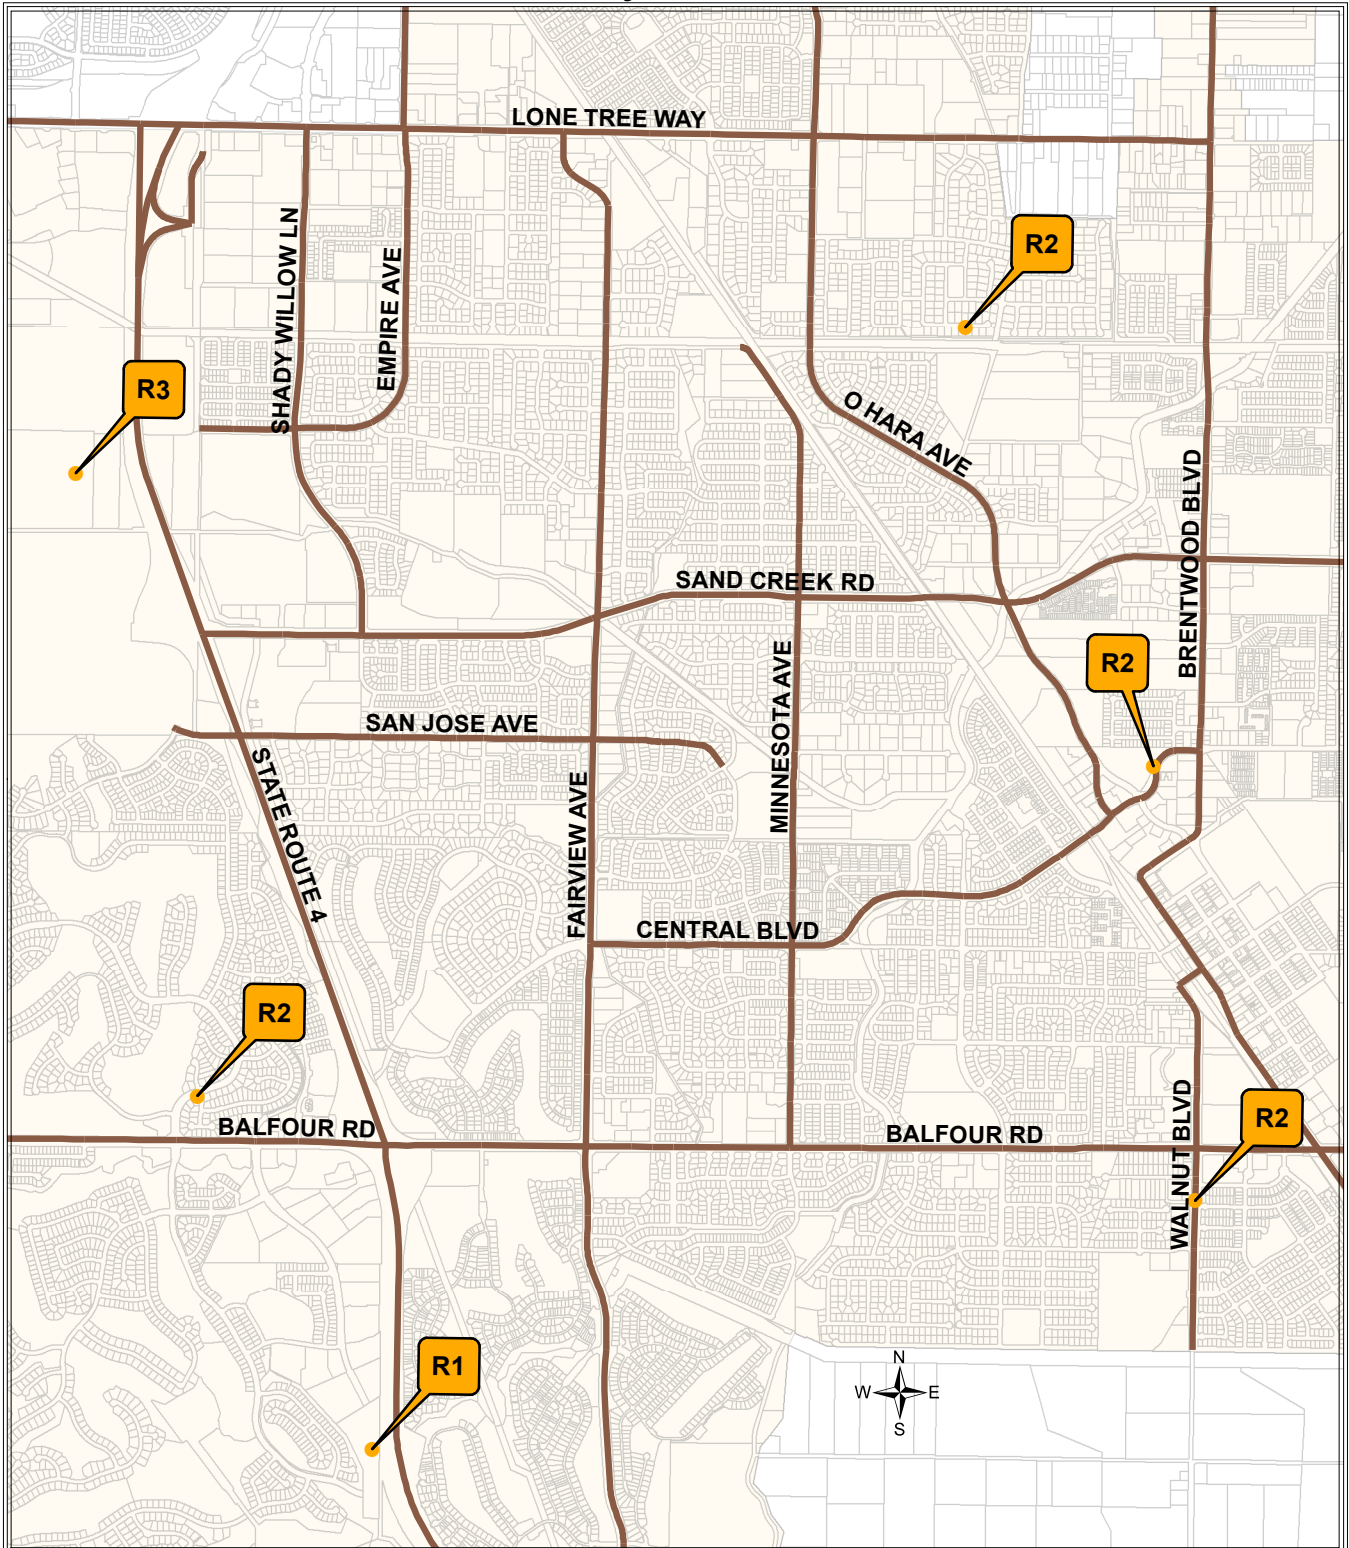 LONE TREE WAY
R2
SHADY WILLOW LN
EMPIRE AVE
R3
O HARA AVE
BRENTWOOD BLVD
SAND CREEK RD
R2
MINNESOTA AVE
SAN JOSE AVE
STATE ROUTE 4
FAIRVIEW AVE
CENTRAL BLVD
R2
WALNUT BLVD
R2
BALFOUR RD
BALFOUR RD
R1
N
W E
S